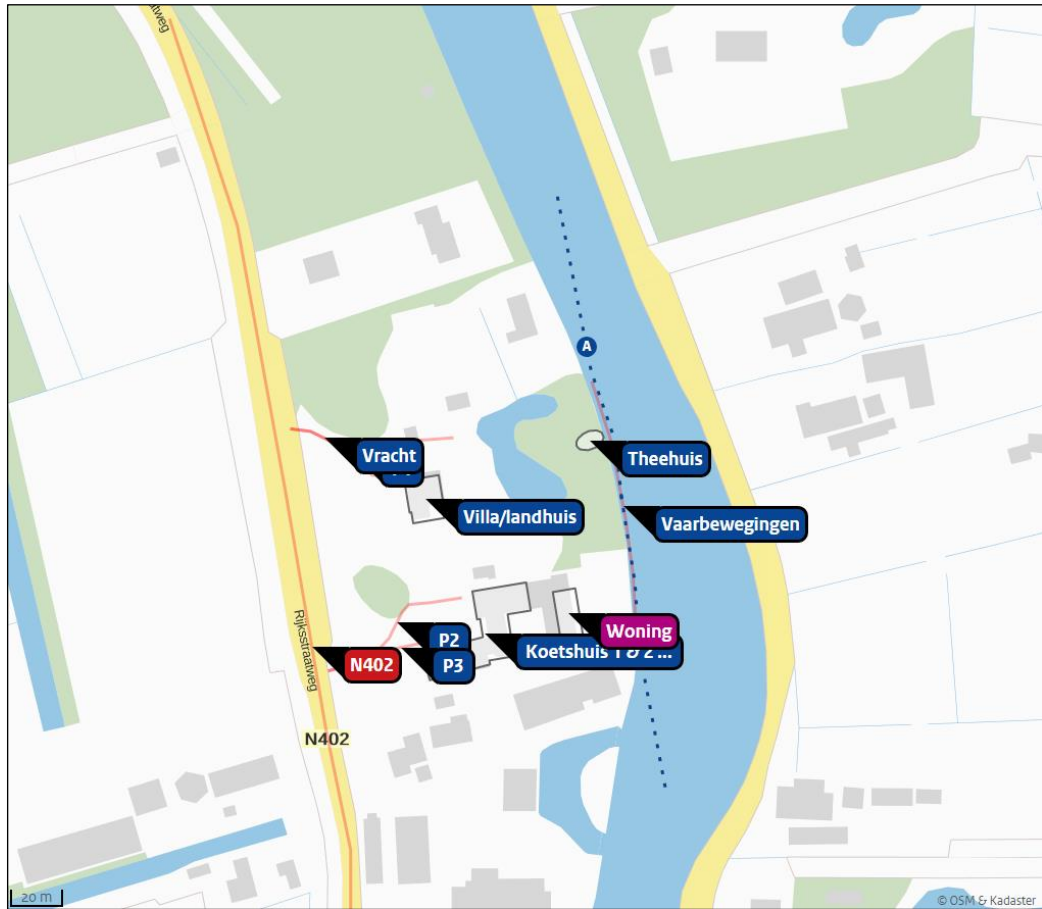 Rijksstraatweg
A
Vracht
Theehuis
Villa/landhuis
Vaarbewegingen
Rijksstraatweg
P2
Woning
N402
P3
Koetshuis 1 & 2 ...
N402
20 m
© OSM & Kadaster